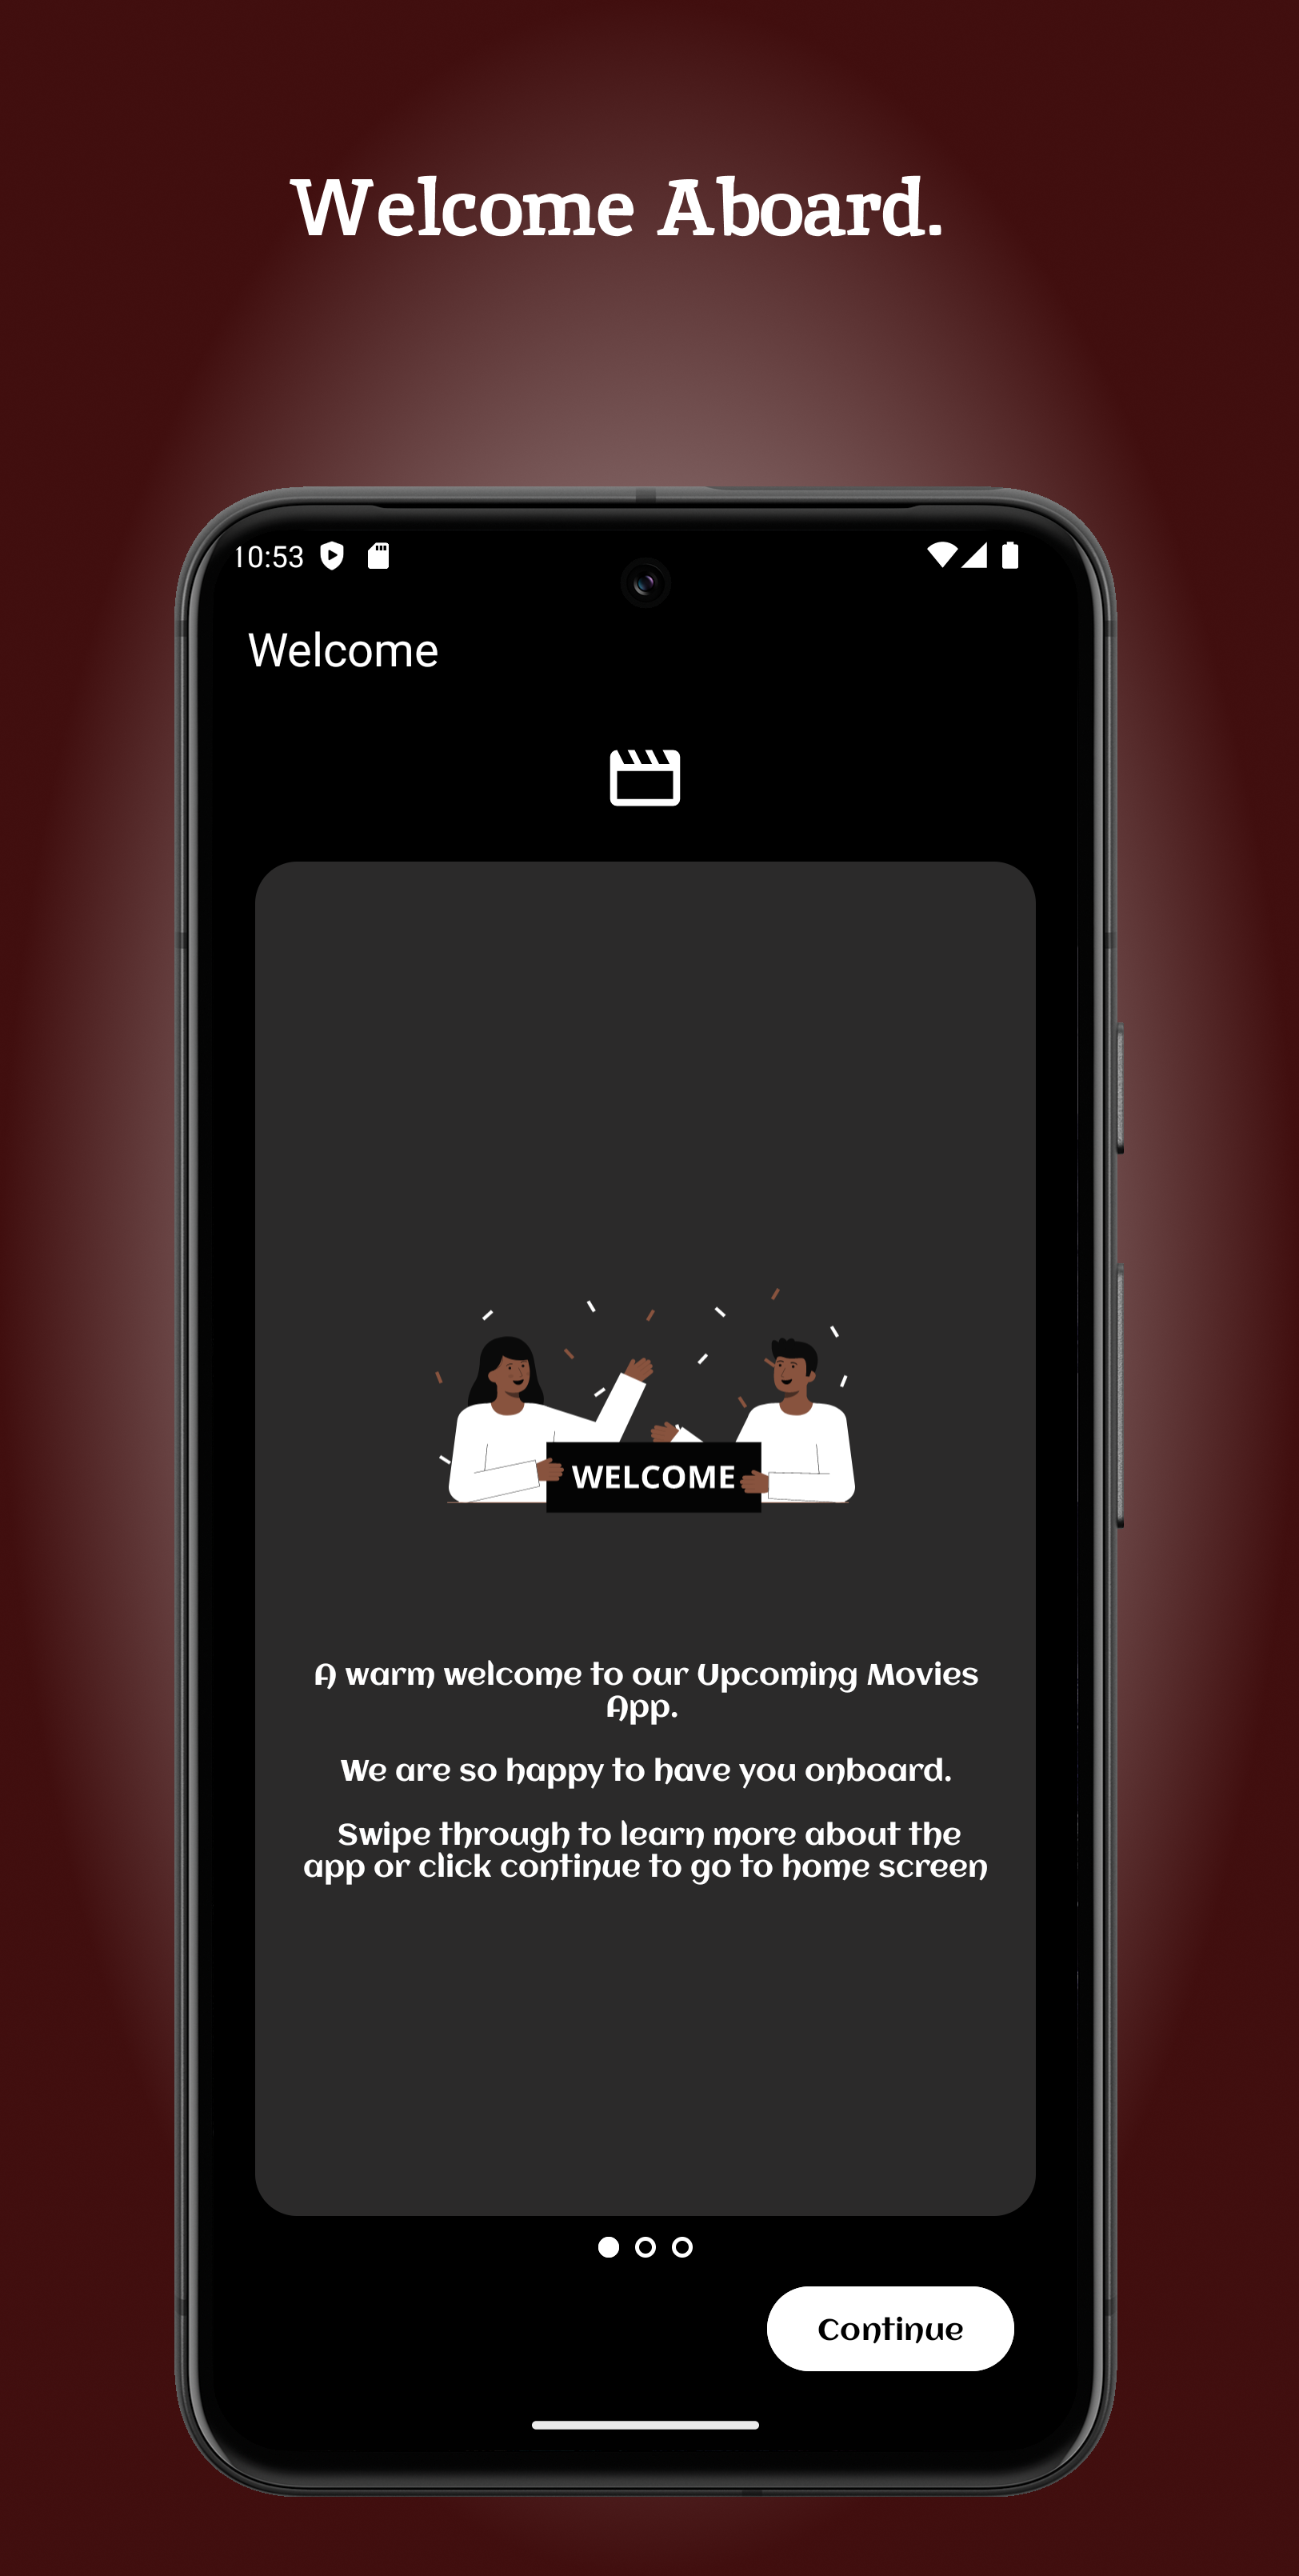 Welcome Aboard.
10:53
Welcome
WELCOME
A warm welcome to our Upcoming Movies
App.
We are so happy to have you onboard.
Swipe through to learn more about the
app or click continue to go to home screen
Continue